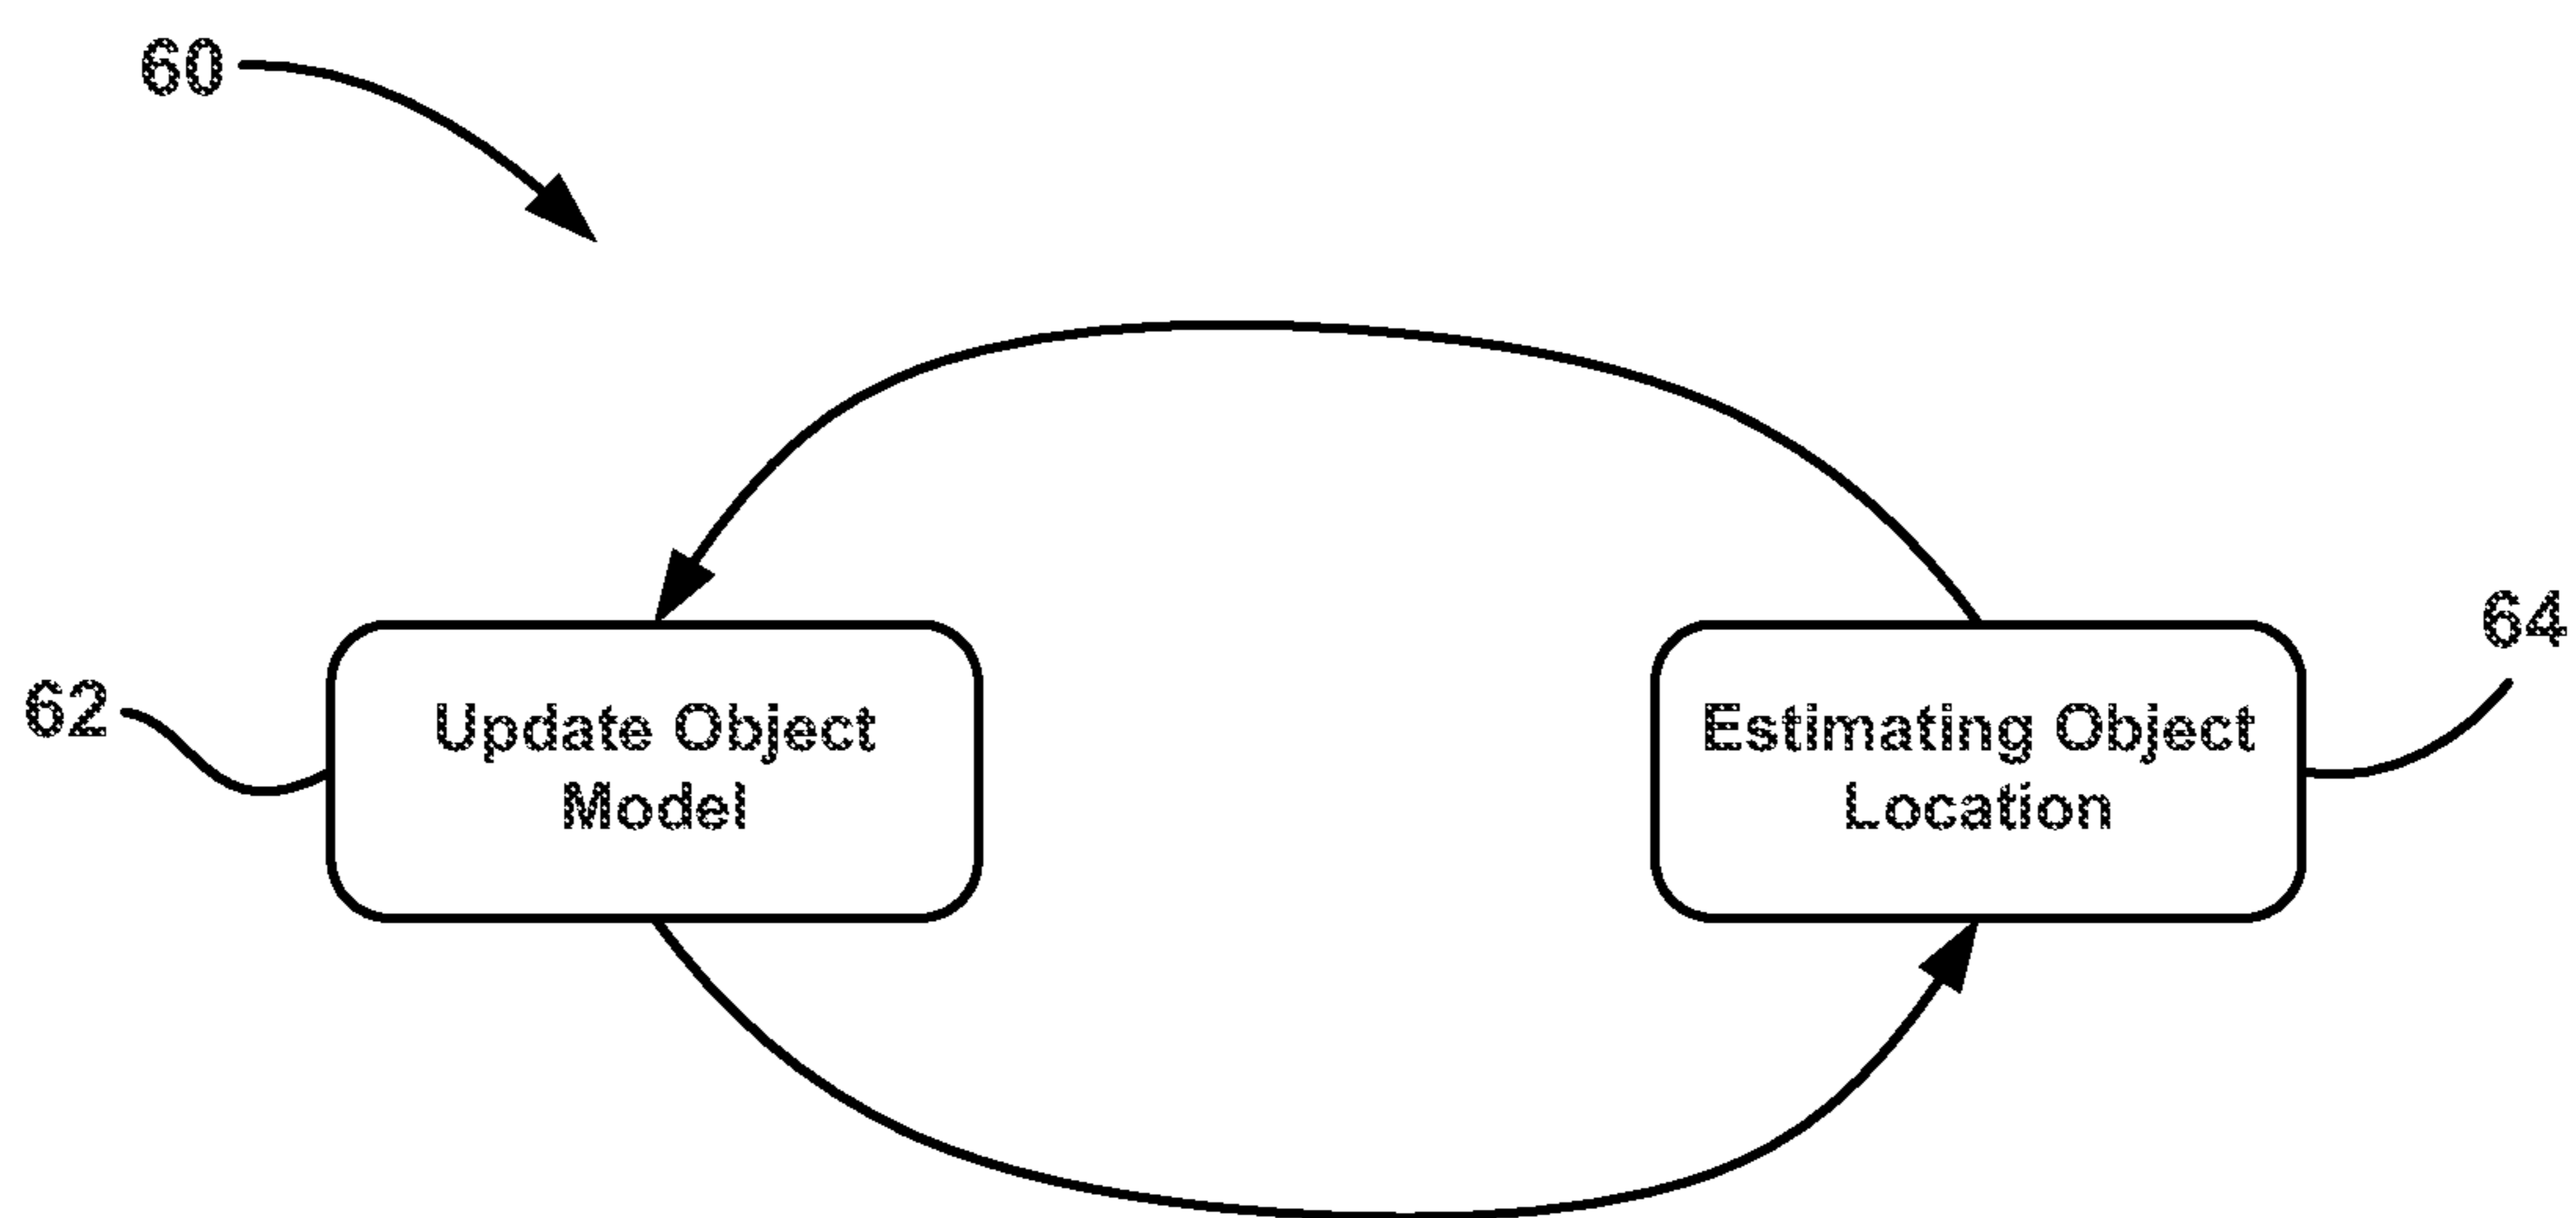 60
64
62
Update Object
Model
Estimating Object
Location